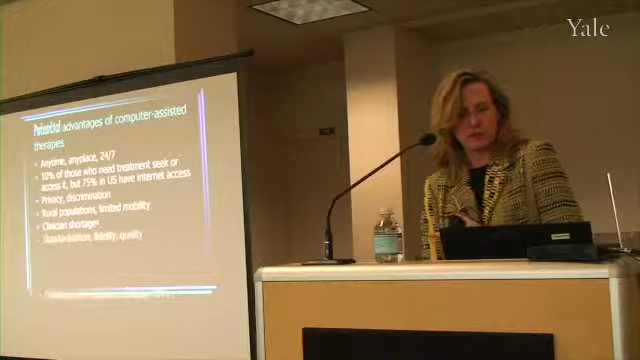 Yale
Potential advantages of computer-assisted
therapies
• Anytime, anyplace, 24/7
• 10% of those who need treatment seek or
access it, but 75% in US have internet access
• Privacy, discrimination
• Rural populations, limited mobility
• Clinician shortages
• Standardization, fidelity, quality